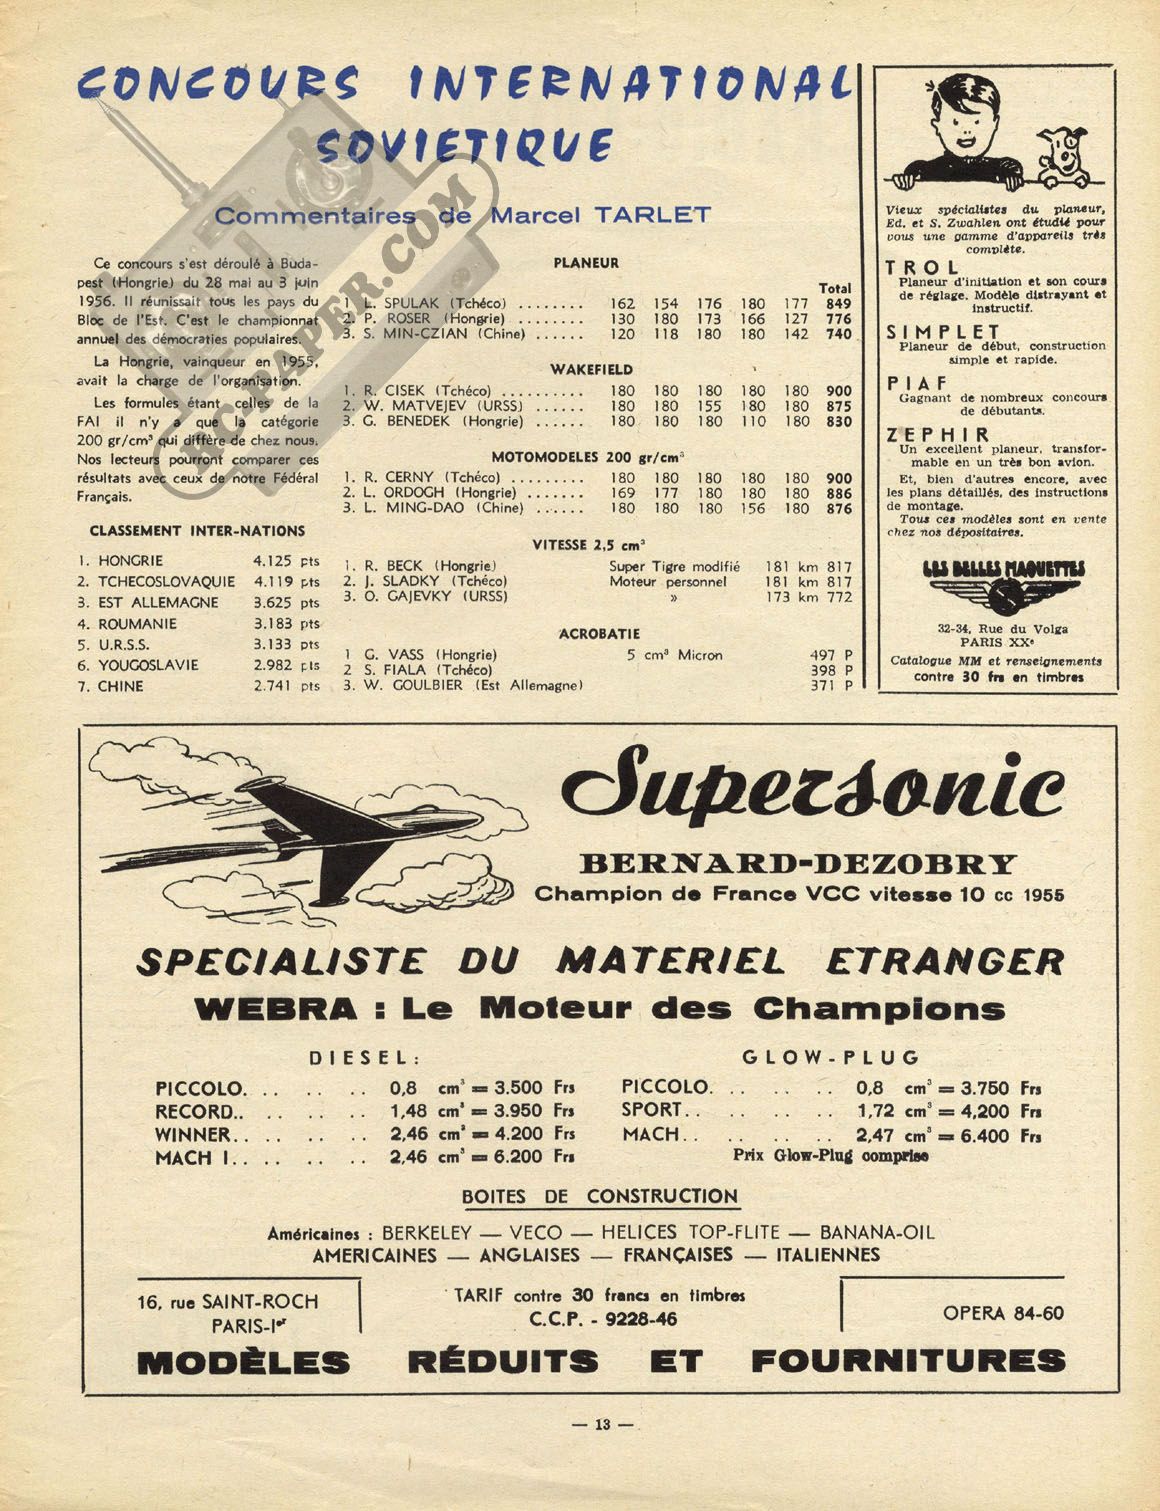 CONCOURS INTERNATIONAL
SOVIETIQUE
Commentaires de Marcel TARLET
Ce concours s'est déroulé à Buda-
pest (Hongrie) du 28 mai au 3 juin
1956. Il réunissait tous les pays du
Bloc de l'Est. C'est le championnat
annuel des démocraties populaires.
La Hongrie, vainqueur en 1955,
avait la charge de l'organisation.
Les formules étant celles de la
FAI il n'y a que la catégorie
200 gr/cm³ qui diffère de chez nous.
Nos lecteurs pourront comparer ces
résultats avec ceux de notre Fédéral
Français.
CLASSEMENT INTER-NATIONS
1. HONGRIE 4.125 pts
2. TCHECOSLOVAQUIE 4.119 pts
3. EST ALLEMAGNE 3.625 pts
4. ROUMANIE 3.183 pts
5. U.R.S.S. 3.133 pts
6. YOUGOSLAVIE 2.982 pts
7. CHINE 2.741 pts
PLANEUR
Total
1 L. SPULAK (Tchéco) ........ 162 154 176 180 177 849
2. P. ROSER (Hongrie) ........ 130 180 173 166 127 776
3. S. MIN-CZIAN (Chine) ...... 120 118 180 180 142 740
WAKEFIELD
1. R. CISEK (Tchéco) .......... 180 180 180 180 180 900
2. W. MATVEJEV (URSS) ...... 180 180 155 180 180 875
3. G. BENEDEK (Hongrie) ...... 180 180 180 110 180 830
MOTOMODELES 200 gr/cm³
1. R. CERNY (Tchéco) ......... 180 180 180 180 180 900
2. L. ORDOGH (Hongrie) ....... 169 177 180 180 180 886
3. L. MING-DAO (Chine) ...... 180 180 180 156 180 876
VITESSE 2,5 cm³
1. R. BECK (Hongrie) Super Tigre modifié 181 km 817
2. J. SLADKY (Tchéco) Moteur personnel 181 km 817
3. O. GAJEVKY (URSS) » 173 km 772
ACROBATIE
1 G. VASS (Hongrie) 5 cm³ Micron 497 P
2 S. FIALA (Tchéco) 398 P
3. W. GOULBIER (Est Allemagne) 371 P
RC-PAPER.COM
Vieux spécialistes du planeur,
Ed. et S. Zwahlen ont étudié pour
vous une gamme d'appareils très
complète.
TROL
Planeur d'initiation et son cours
de réglage. Modèle distrayant et
instructif.
SIMPLET
Planeur de début, construction
simple et rapide.
PIAF
Gagnant de nombreux concours
de débutants.
ZEPHIR
Un excellent planeur, transfor-
mable en un très bon avion.
Et, bien d'autres encore, avec
les plans détaillés, des instructions
de montage.
Tous ces modèles sont en vente
chez nos dépositaires.
LES BELLES MAQUETTES
32-34, Rue du Volga
PARIS XXᵉ
Catalogue MM et renseignements
contre 30 frs en timbres
Supersonic
BERNARD-DEZOBRY
Champion de France VCC vitesse 10 cc 1955
SPECIALISTE DU MATERIEL ETRANGER
WEBRA : Le Moteur des Champions
DIESEL:
PICCOLO. .. .. .. .. 0,8 cm³ = 3.500 Frs
RECORD.. .. .. .. .. 1,48 cm³ = 3.950 Frs
WINNER.. .. .. .. .. 2,46 cm³ = 4.200 Frs
MACH I.. .. .. .. .. 2,46 cm³ = 6.200 Frs
GLOW-PLUG
PICCOLO. .. .. .. .. 0,8 cm³ = 3.750 Frs
SPORT.. .. .. .. .. 1,72 cm³ = 4,200 Frs
MACH.. .. .. .. .. 2,47 cm³ = 6.400 Frs
Prix Glow-Plug comprise
BOITES DE CONSTRUCTION
Américaines : BERKELEY — VECO — HELICES TOP-FLITE — BANANA-OIL
AMERICAINES — ANGLAISES — FRANÇAISES — ITALIENNES
16, rue SAINT-ROCH
PARIS-Iᵉʳ
TARIF contre 30 francs en timbres
C.C.P. - 9228-46
OPERA 84-60
MODÈLES RÉDUITS ET FOURNITURES
— 13 —